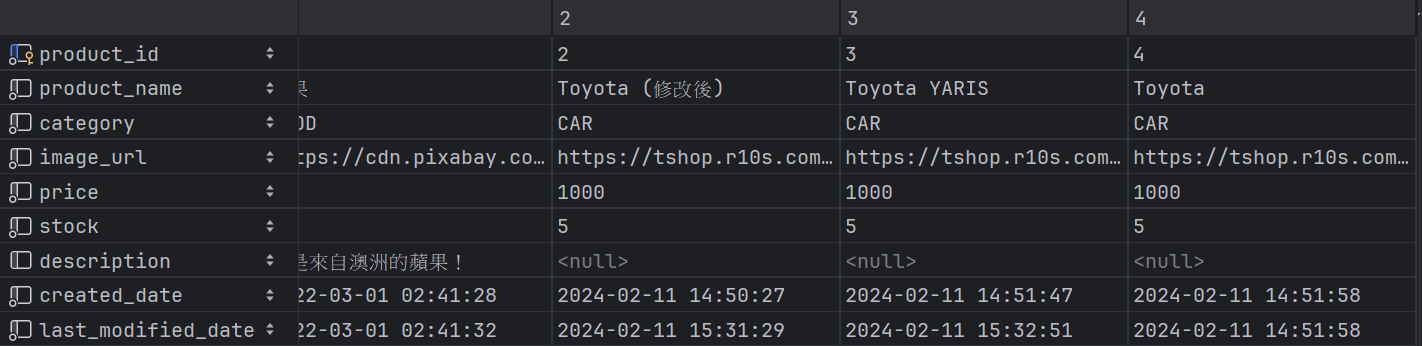 2 3 4
product_id 2 3 4
product_name 果 Toyota (修改後) Toyota YARIS Toyota
category OD CAR CAR CAR
image_url tps://cdn.pixabay.co… https://tshop.r10s.com… https://tshop.r10s.com… https://tshop.r10s.com…
price 1000 1000 1000
stock 5 5 5
description 是來自澳洲的蘋果！ <null> <null> <null>
created_date 22-03-01 02:41:28 2024-02-11 14:50:27 2024-02-11 14:51:47 2024-02-11 14:51:58
last_modified_date 22-03-01 02:41:32 2024-02-11 15:31:29 2024-02-11 15:32:51 2024-02-11 14:51:58